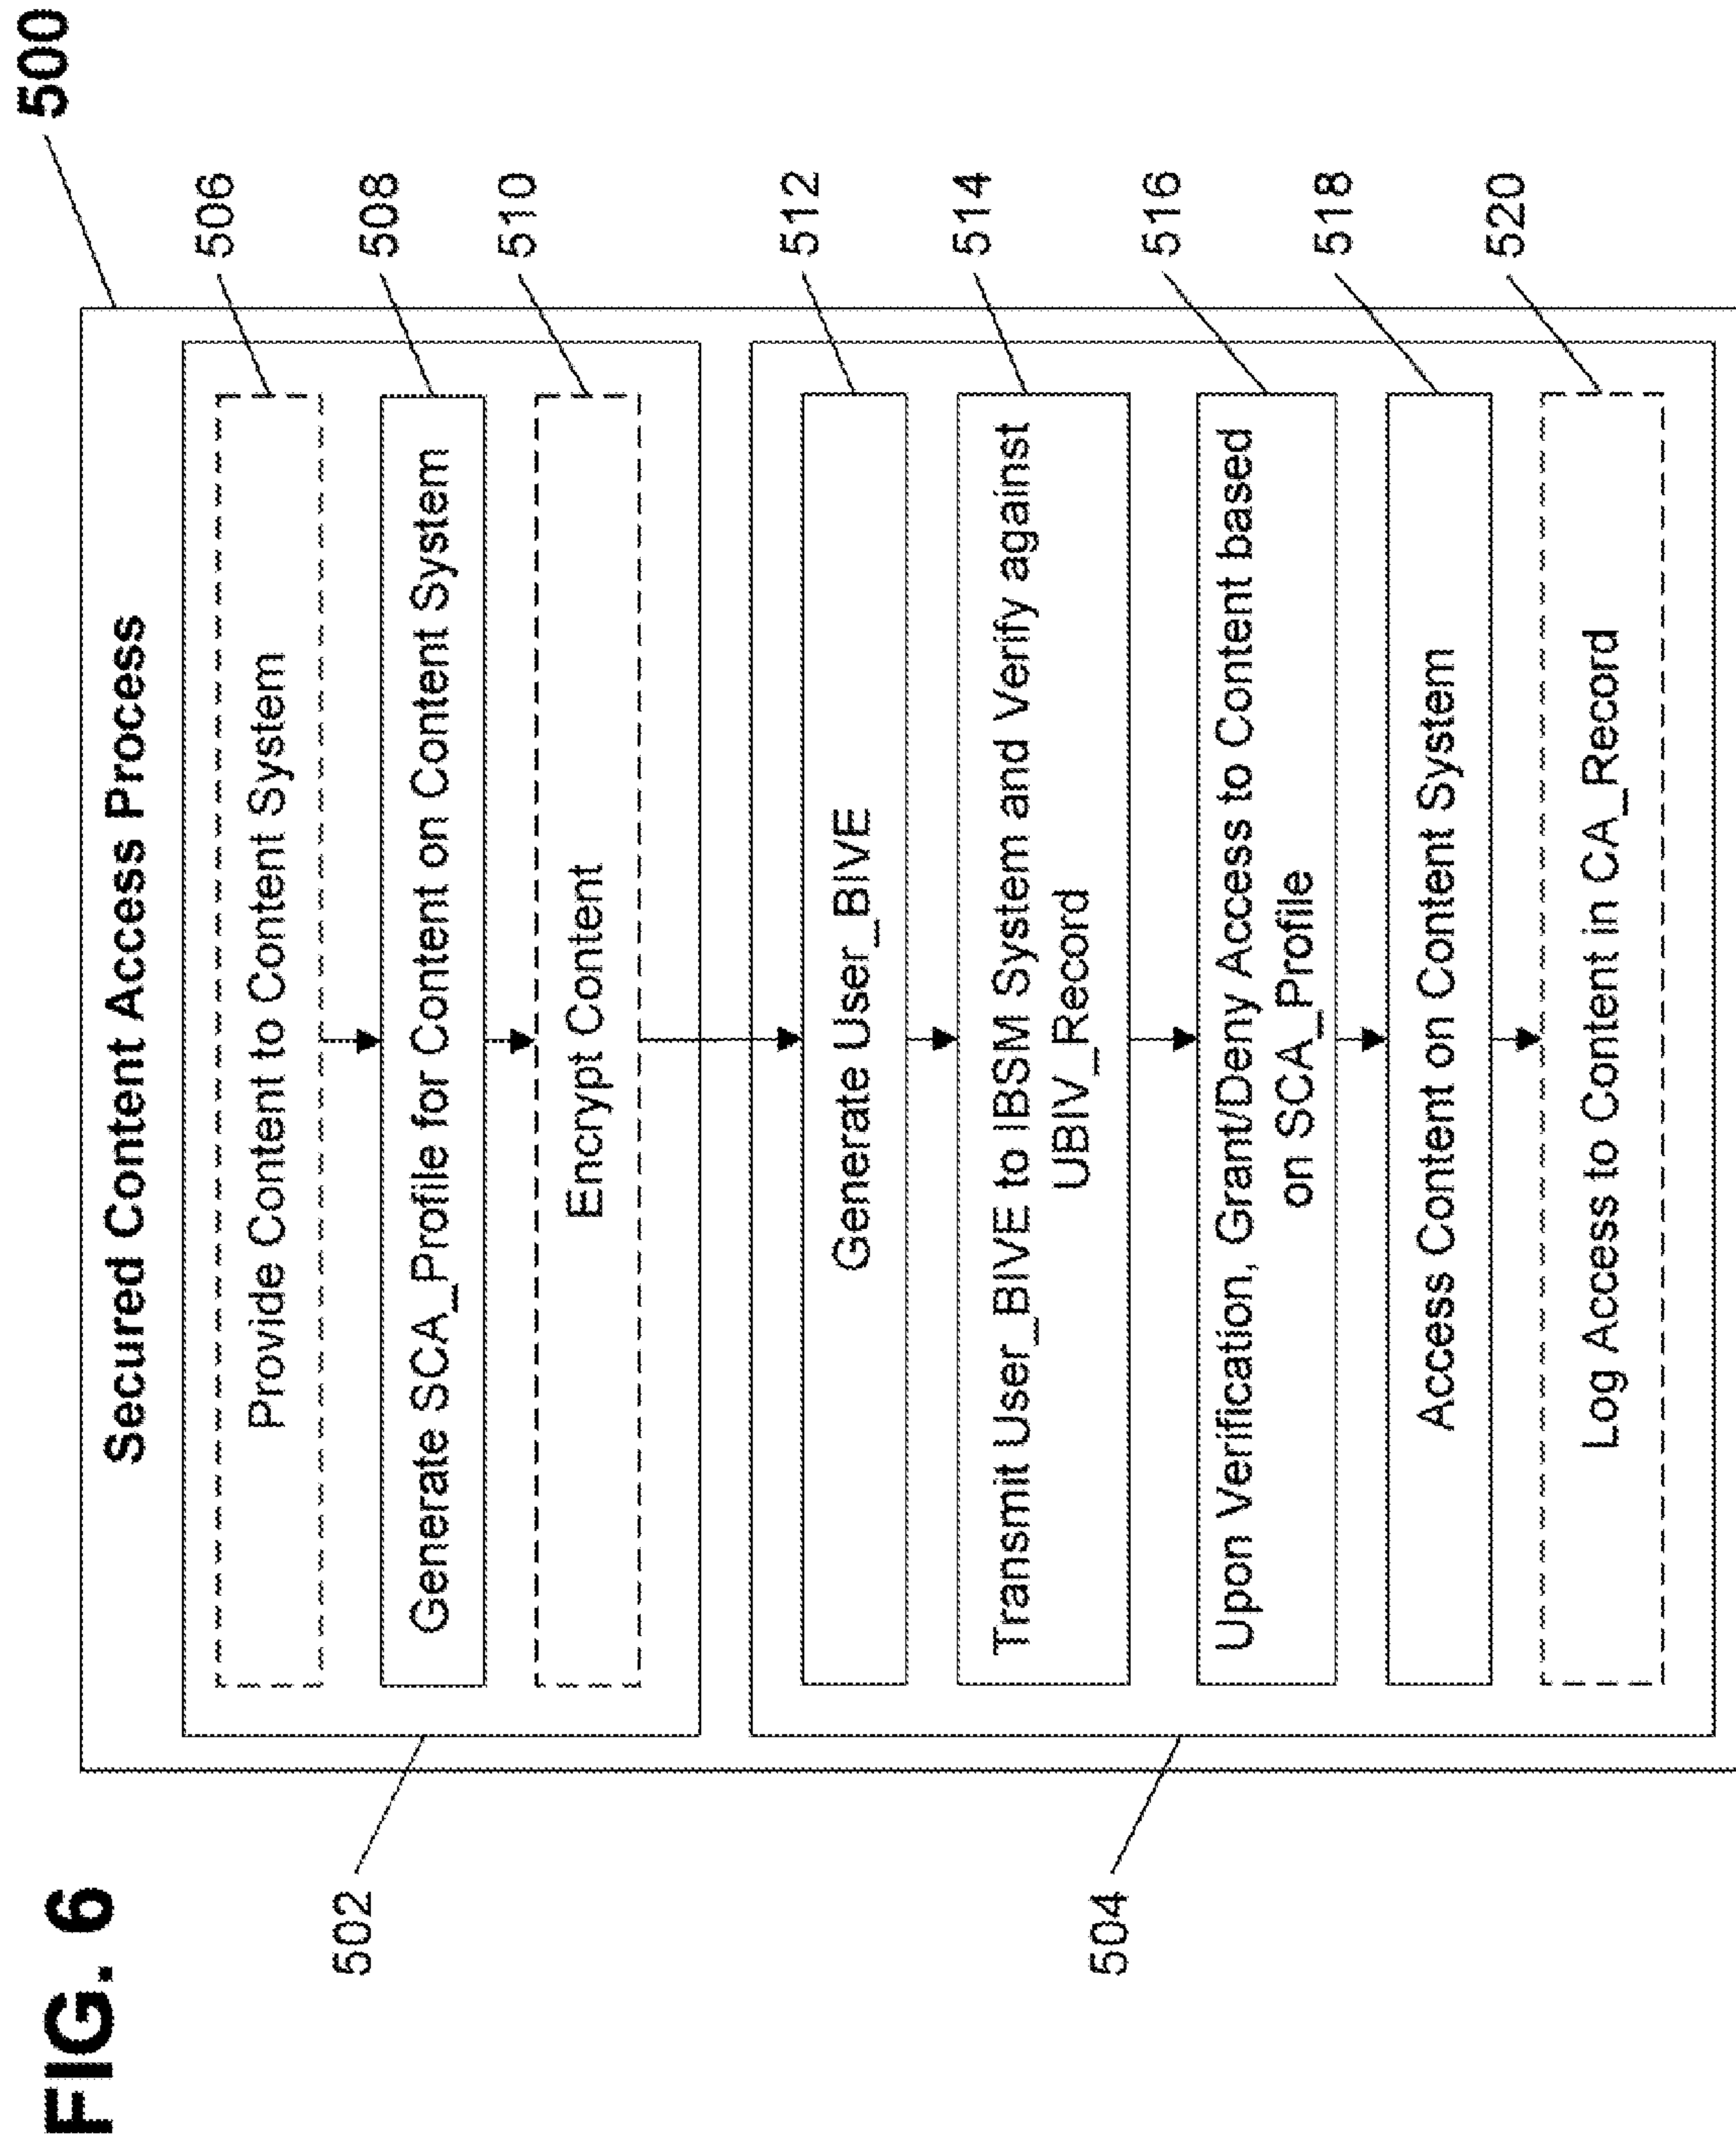 FIG. 6
500
Secured Content Access Process
502
Provide Content to Content System
506
Generate SCA_Profile for Content on Content System
508
Encrypt Content
510
504
Generate User_BIVE
512
Transmit User_BIVE to IBSM System and Verify against
UBIV_Record
514
Upon Verification, Grant/Deny Access to Content based
on SCA_Profile
516
Access Content on Content System
518
Log Access to Content in CA_Record
520